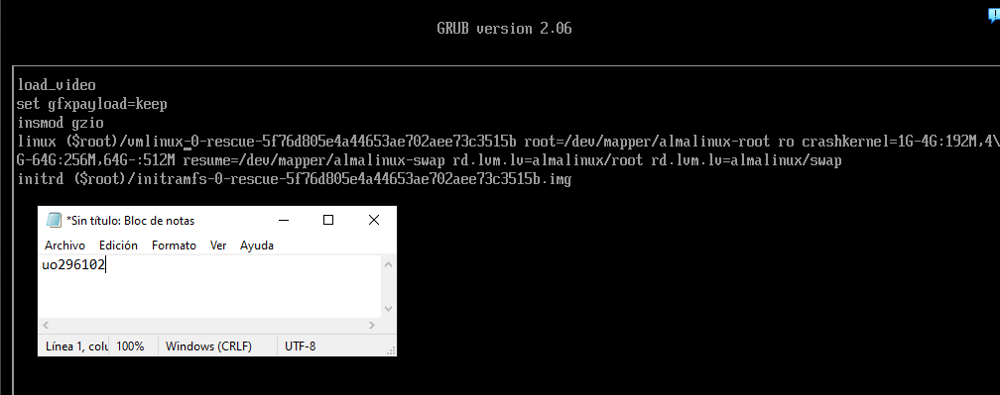 GRUB version 2.06
load_video
set gfxpayload=keep
insmod gzio
linux ($root)/vmlinux-0-rescue-5f76d805e4a44653ae702aee73c3515b root=/dev/mapper/almalinux-root ro crashkernel=1G-4G:192M,4\
G-64G:256M,64G-:512M resume=/dev/mapper/almalinux-swap rd.lvm.lv=almalinux/root rd.lvm.lv=almalinux/swap
initrd ($root)/initramfs-0-rescue-5f76d805e4a44653ae702aee73c3515b.img
*Sin título: Bloc de notas
Archivo Edición Formato Ver Ayuda
uo296102
Línea 1, colu 100% Windows (CRLF) UTF-8